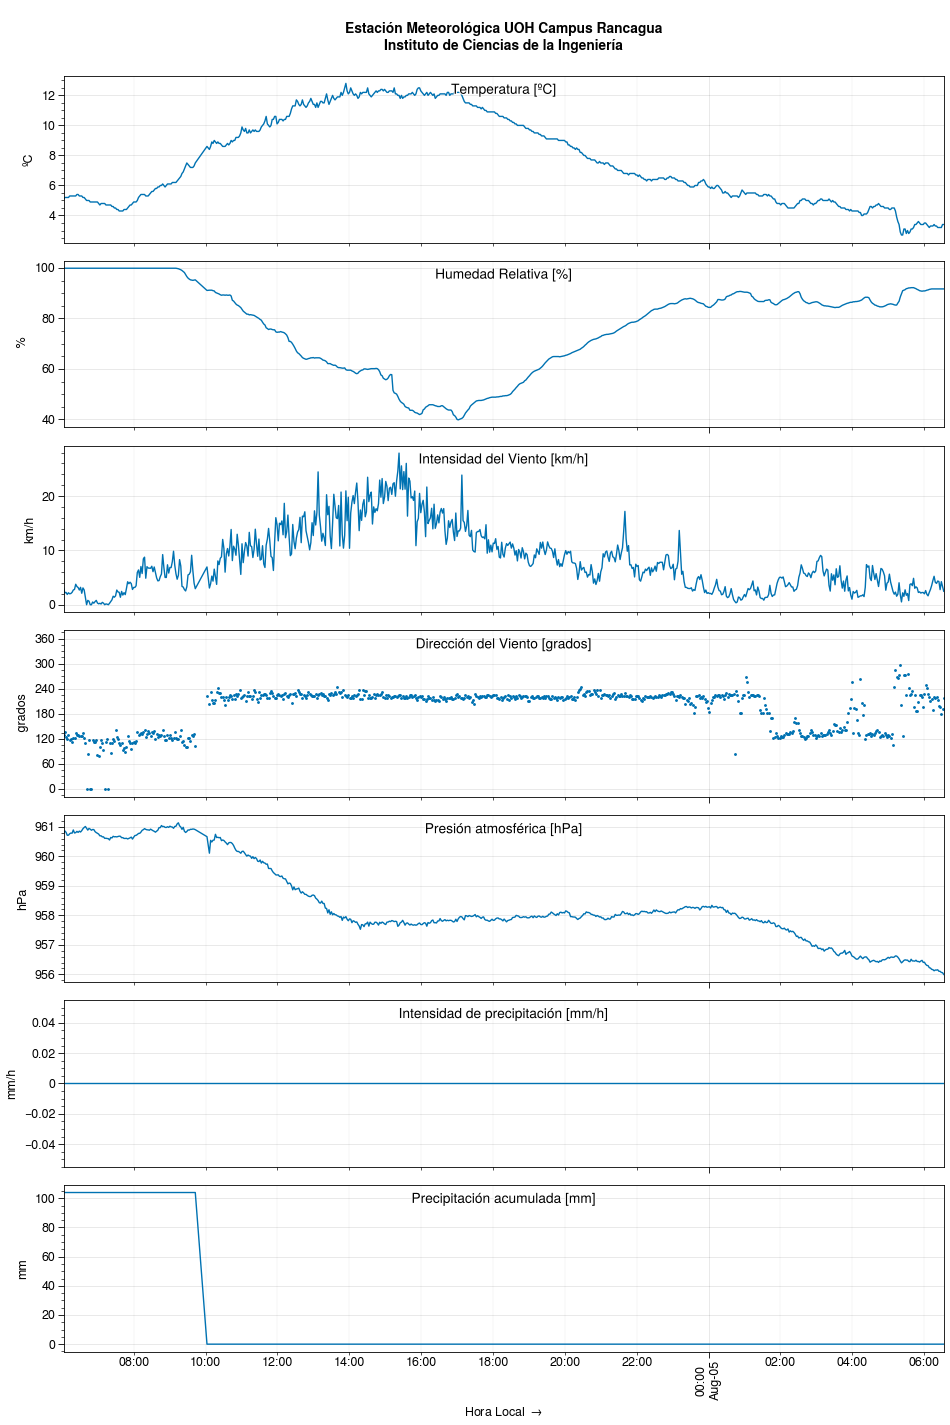 Estación Meteorológica UOH Campus Rancagua
Instituto de Ciencias de la Ingeniería
Temperatura [ºC]
ºC
12
10
8
6
4
Humedad Relativa [%]
%
100
80
60
40
Intensidad del Viento [km/h]
km/h
20
10
0
Dirección del Viento [grados]
grados
360
300
240
180
120
60
0
Presión atmosférica [hPa]
hPa
961
960
959
958
957
956
Intensidad de precipitación [mm/h]
mm/h
0.04
0.02
0
−0.02
−0.04
Precipitación acumulada [mm]
mm
100
80
60
40
20
0
08:00 10:00 12:00 14:00 16:00 18:00 20:00 22:00 00:00 02:00 04:00 06:00
Aug-05
Hora Local →